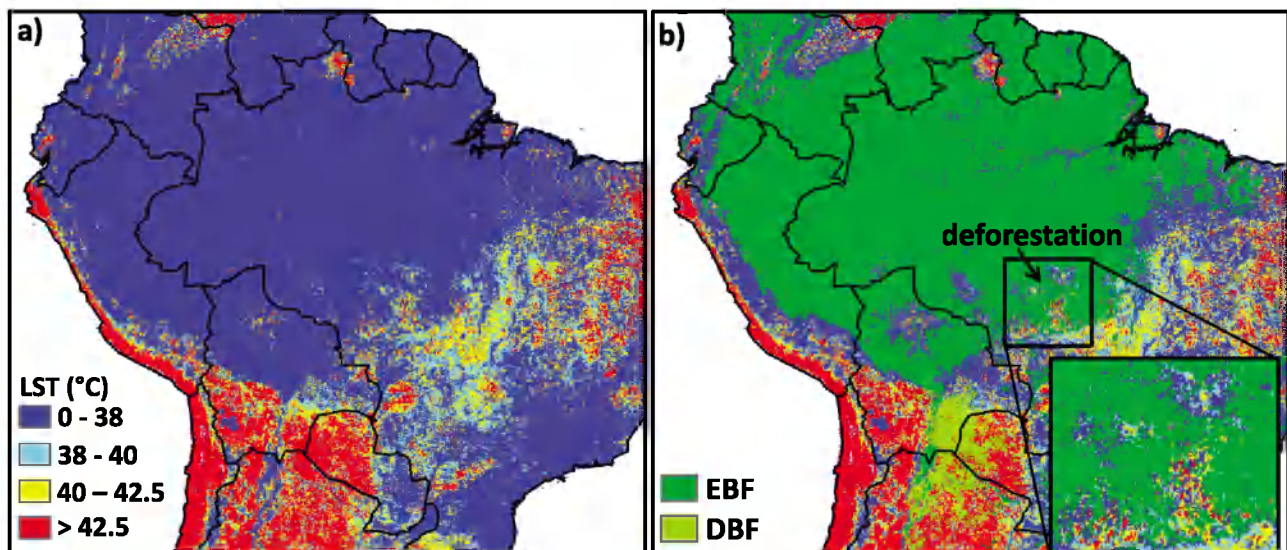 a)
LST (°C)
0 - 38
38 - 40
40 – 42.5
> 42.5
b)
deforestation
EBF
DBF